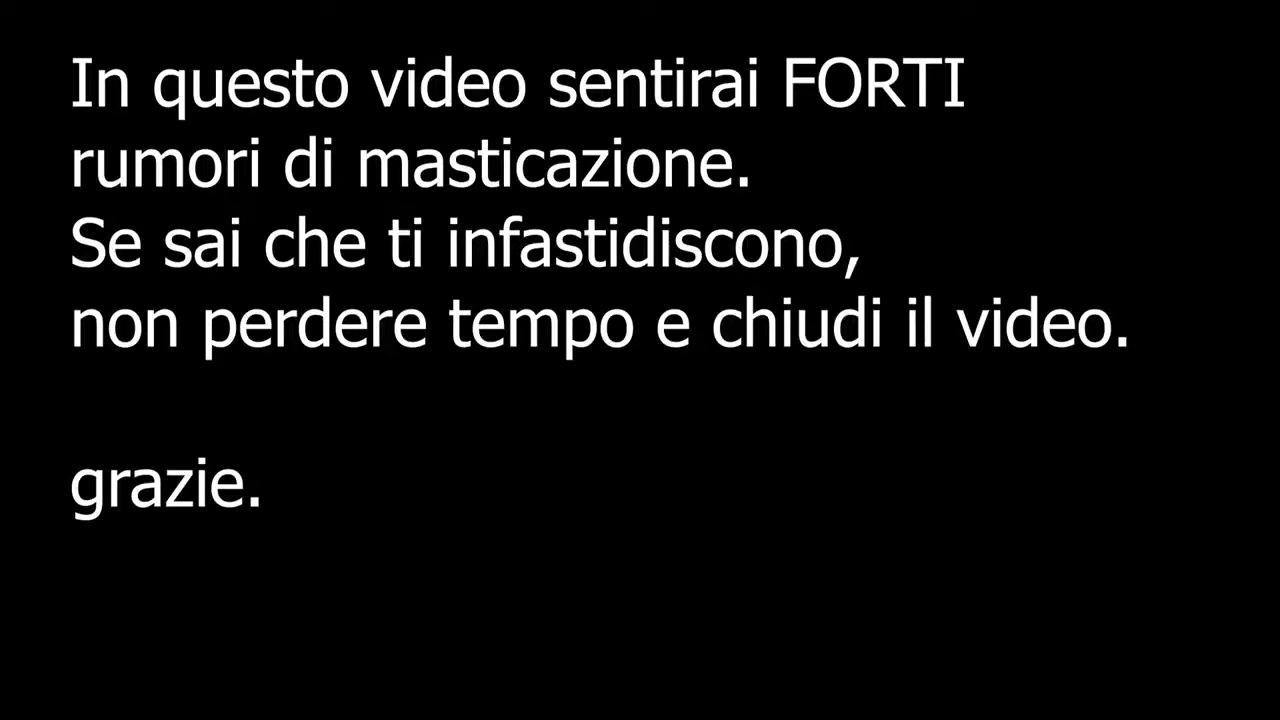 In questo video sentirai FORTI
rumori di masticazione.
Se sai che ti infastidiscono,
non perdere tempo e chiudi il video.
grazie.